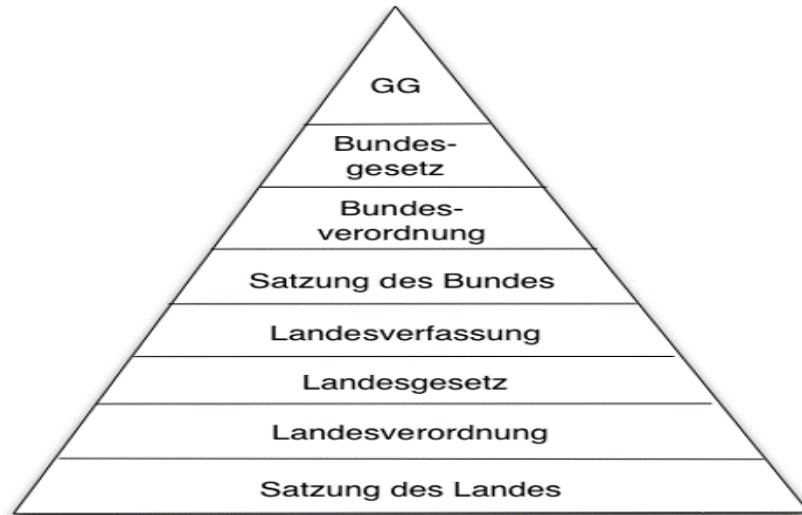 GG
Bundes-
gesetz
Bundes-
verordnung
Satzung des Bundes
Landesverfassung
Landesgesetz
Landesverordnung
Satzung des Landes